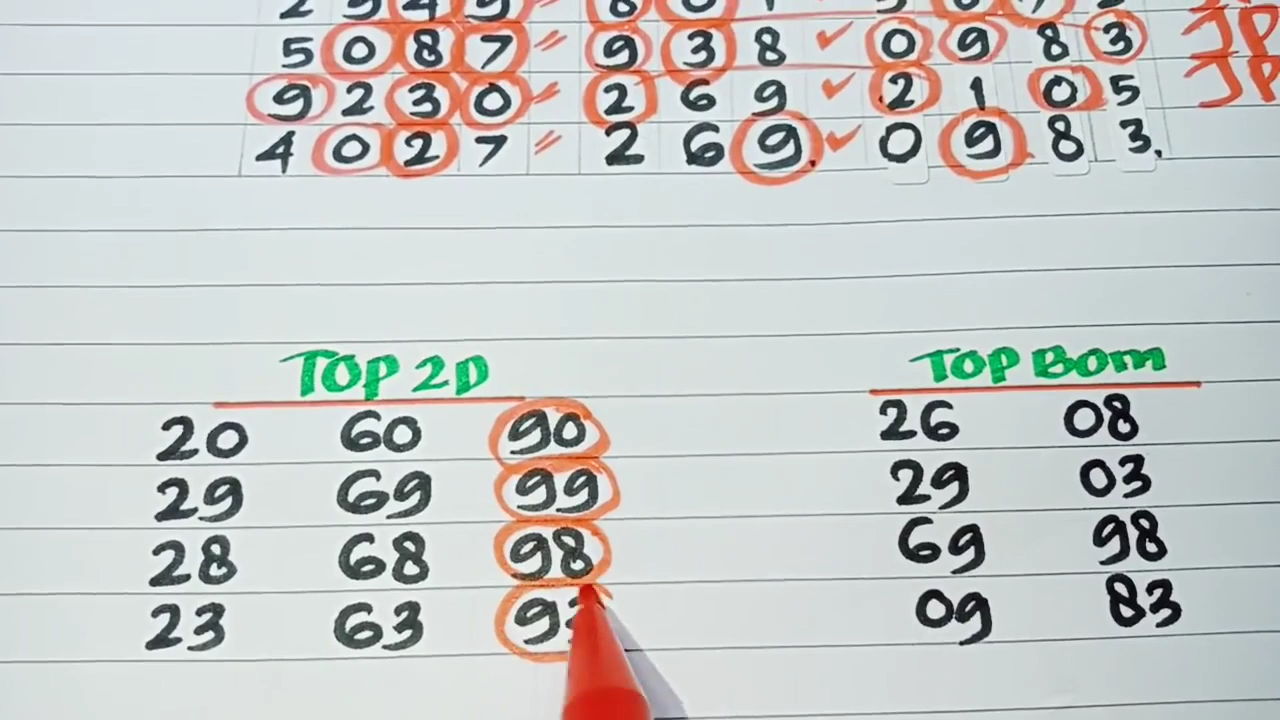 5 0 8 7 = 9 3 8 ✓ 0 9 8 3 JP
9 2 3 0 = 2 6 9 ✓ 2 1 0 5 JP
4 0 2 7 = 2 6 9 ✓ 0 9 8 3.
TOP 2D TOP Bom
20 60 90 26 08
29 69 99 29 03
28 68 98 69 98
23 63 09 83